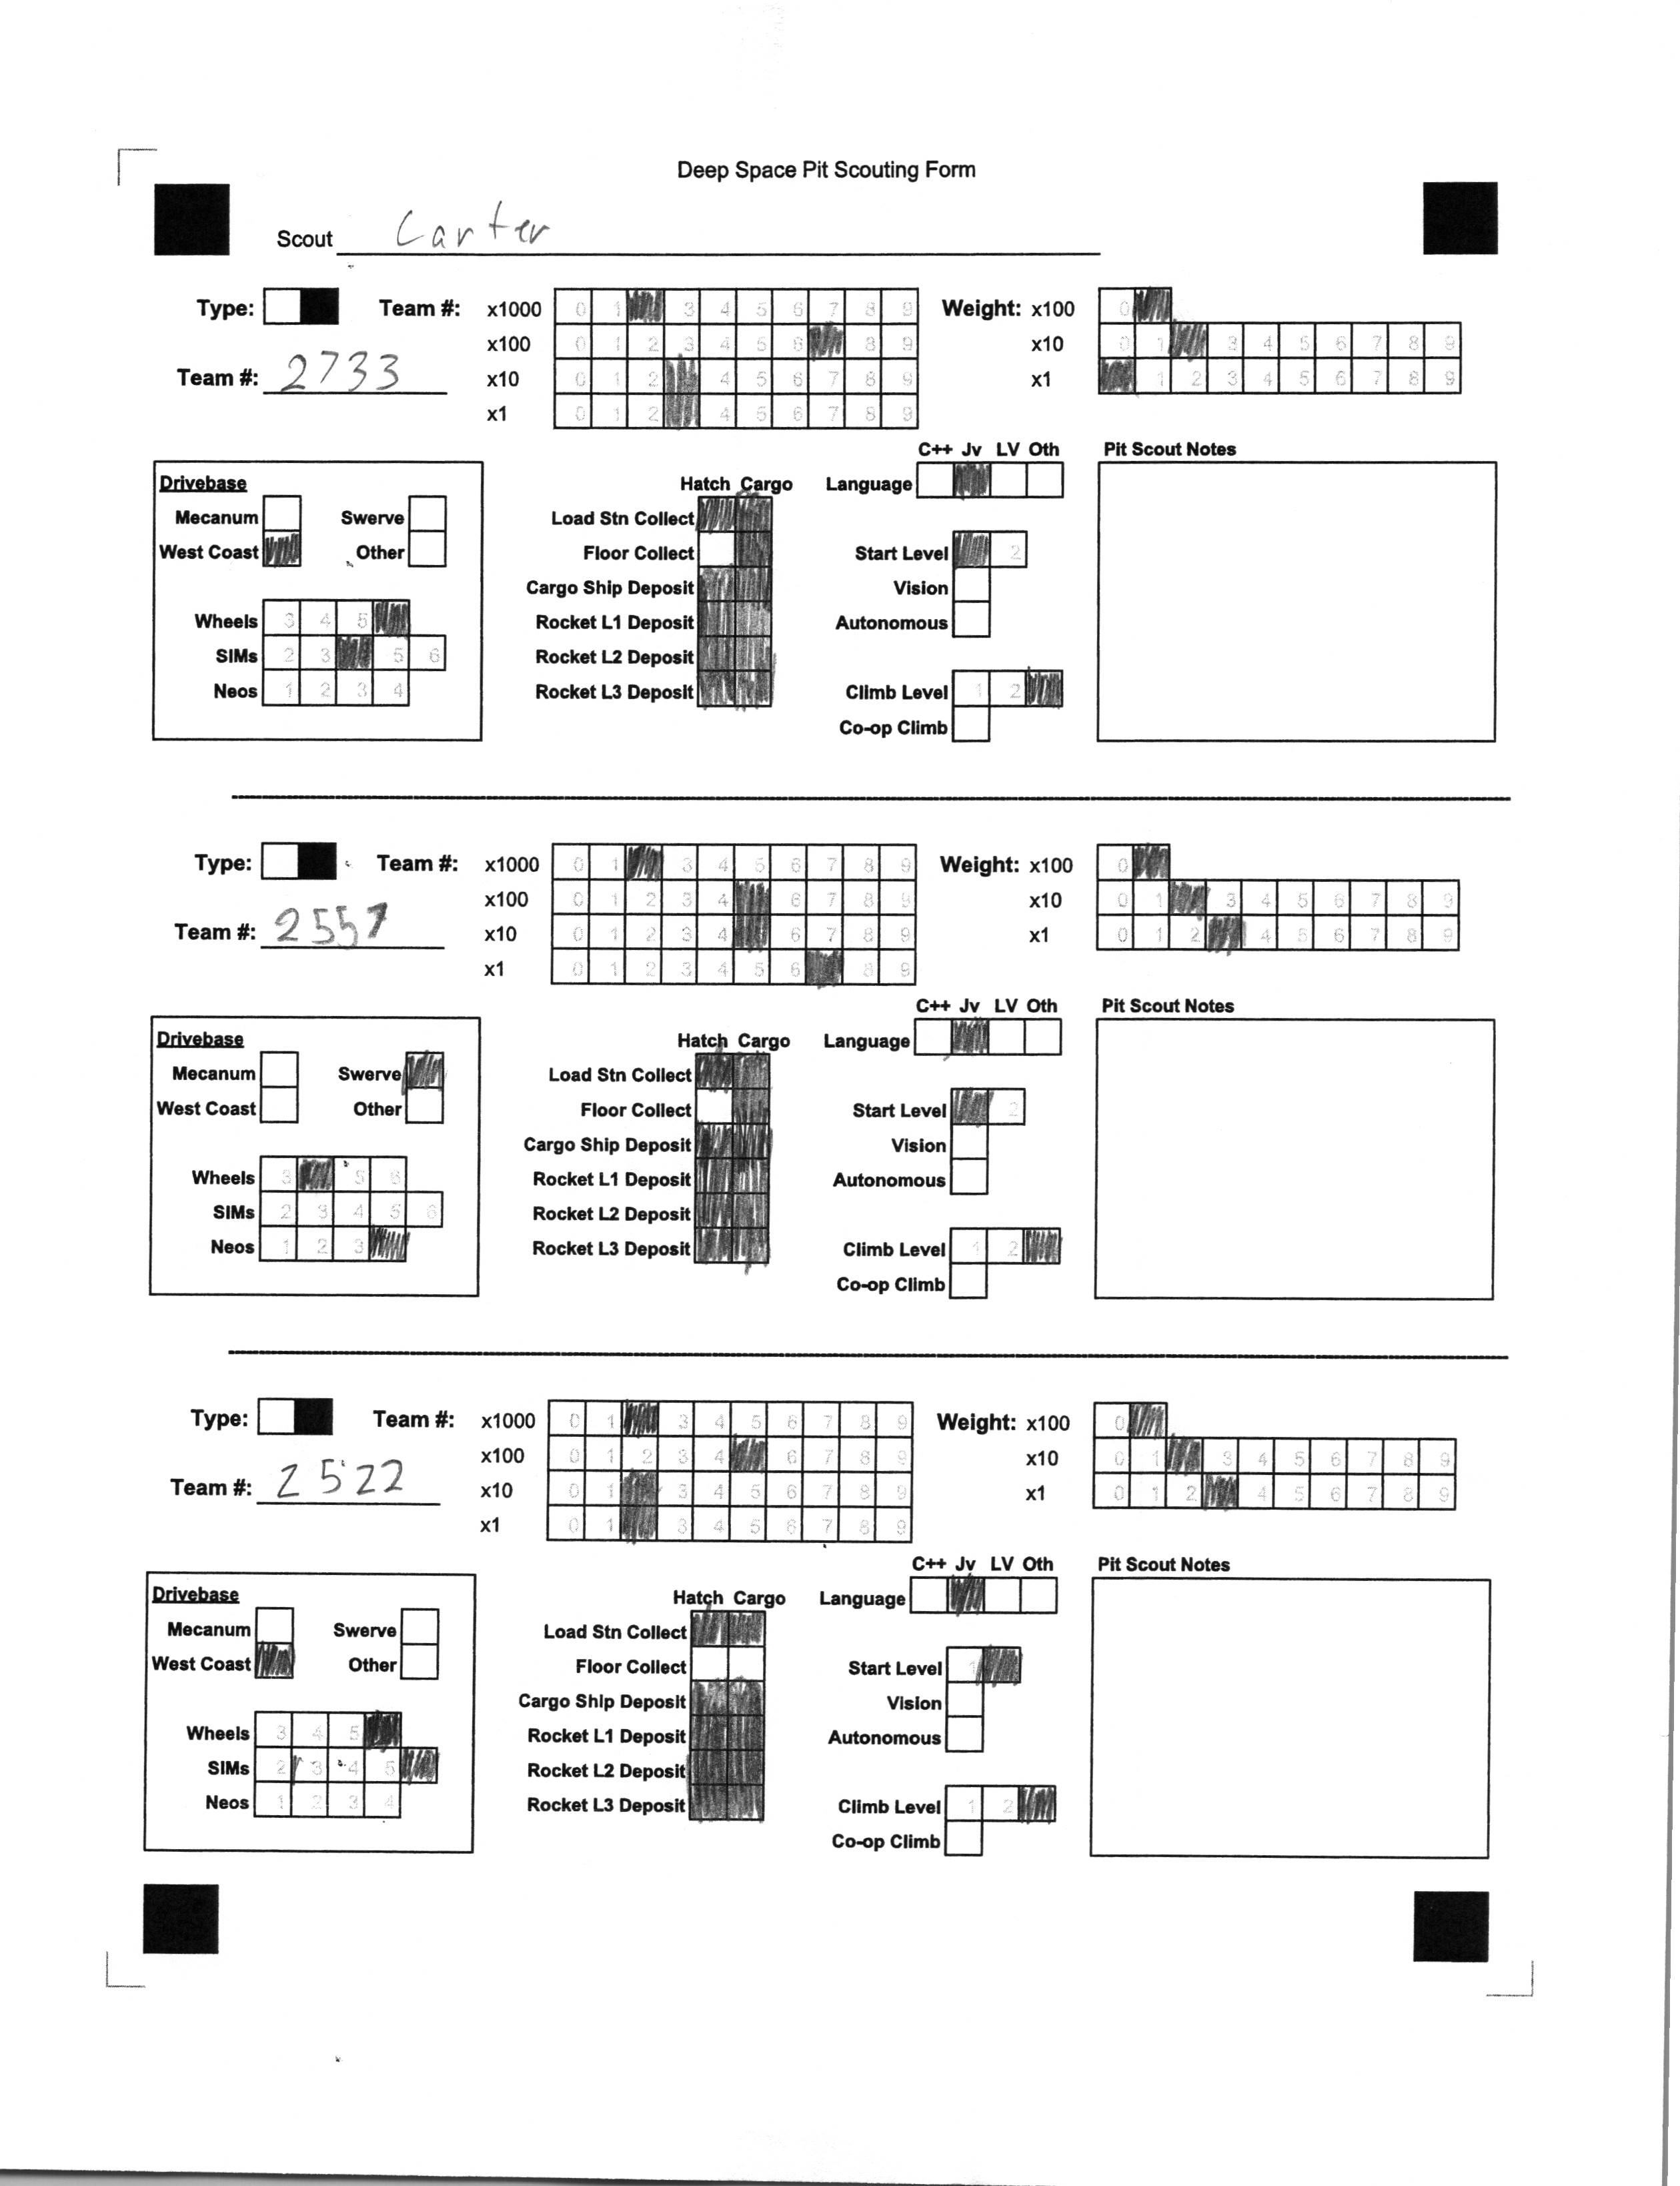 Deep Space Pit Scouting Form
Scout Carter
Type: Team #: x1000 0 1 3 4 5 6 7 8 9 Weight: x100 0
x100 0 1 2 3 4 5 6 8 9 x10 0 1 3 4 5 6 7 8 9
Team #: 2733 x10 0 1 2 4 5 6 7 8 9 x1 1 2 3 4 5 6 7 8 9
x1 0 1 2 4 5 6 7 8 9
C++ Jv LV Oth Pit Scout Notes
Drivebase Hatch Cargo Language
Mecanum Swerve Load Stn Collect
West Coast Other Floor Collect Start Level 2
Cargo Ship Deposit Vision
Wheels 3 4 5 Rocket L1 Deposit Autonomous
SIMs 2 3 5 6 Rocket L2 Deposit
Neos 1 2 3 4 Rocket L3 Deposit Climb Level 1 2
Co-op Climb
Type: Team #: x1000 0 1 3 4 5 6 7 8 9 Weight: x100 0
x100 0 1 2 3 4 6 7 8 9 x10 0 1 3 4 5 6 7 8 9
Team #: 2557 x10 0 1 2 3 4 6 7 8 9 x1 0 1 2 4 5 6 7 8 9
x1 0 1 2 3 4 5 6 8 9
C++ Jv LV Oth Pit Scout Notes
Drivebase Hatch Cargo Language
Mecanum Swerve Load Stn Collect
West Coast Other Floor Collect Start Level 2
Cargo Ship Deposit Vision
Wheels 3 5 6 Rocket L1 Deposit Autonomous
SIMs 2 3 4 5 6 Rocket L2 Deposit
Neos 1 2 3 Rocket L3 Deposit Climb Level 1 2
Co-op Climb
Type: Team #: x1000 0 1 3 4 5 6 7 8 9 Weight: x100 0
x100 0 1 2 3 4 6 7 8 9 x10 0 1 3 4 5 6 7 8 9
Team #: 2522 x10 0 1 3 4 5 6 7 8 9 x1 0 1 2 4 5 6 7 8 9
x1 0 1 3 4 5 6 7 8 9
C++ Jv LV Oth Pit Scout Notes
Drivebase Hatch Cargo Language
Mecanum Swerve Load Stn Collect
West Coast Other Floor Collect Start Level 1
Cargo Ship Deposit Vision
Wheels 3 4 5 Rocket L1 Deposit Autonomous
SIMs 2 3 4 5 Rocket L2 Deposit
Neos 1 2 3 4 Rocket L3 Deposit Climb Level 1 2
Co-op Climb